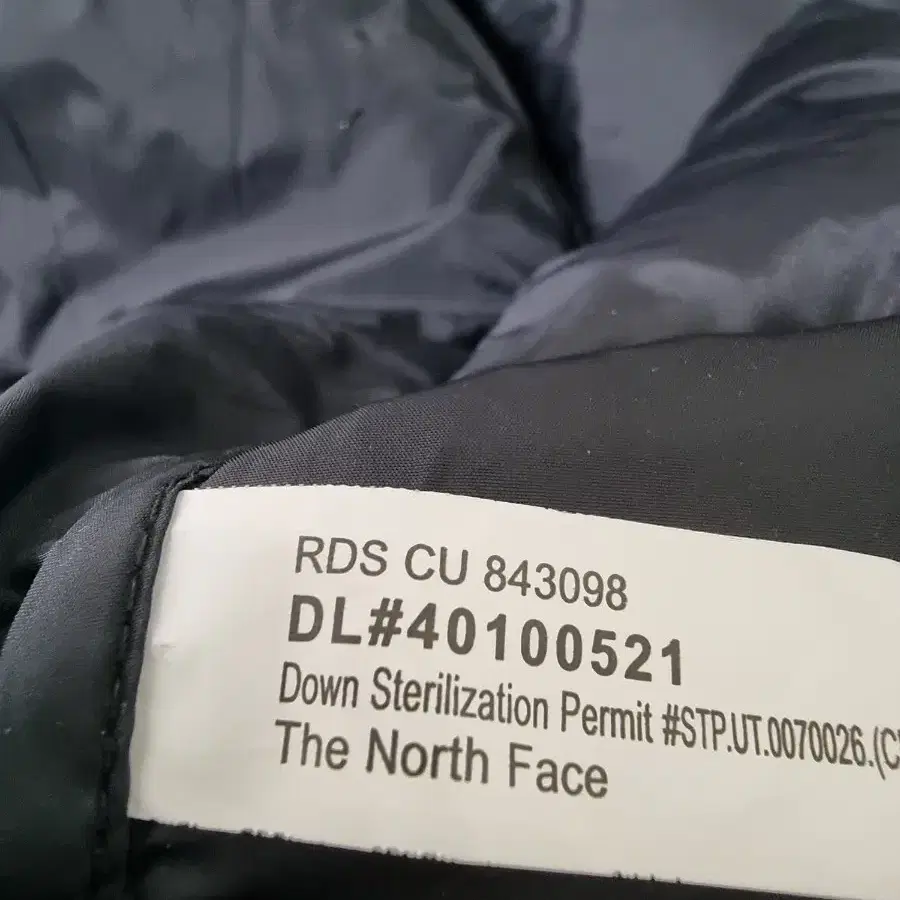 RDS CU 843098
DL#40100521
Down Sterilization Permit #STP.UT.0070026.(C
The North Face